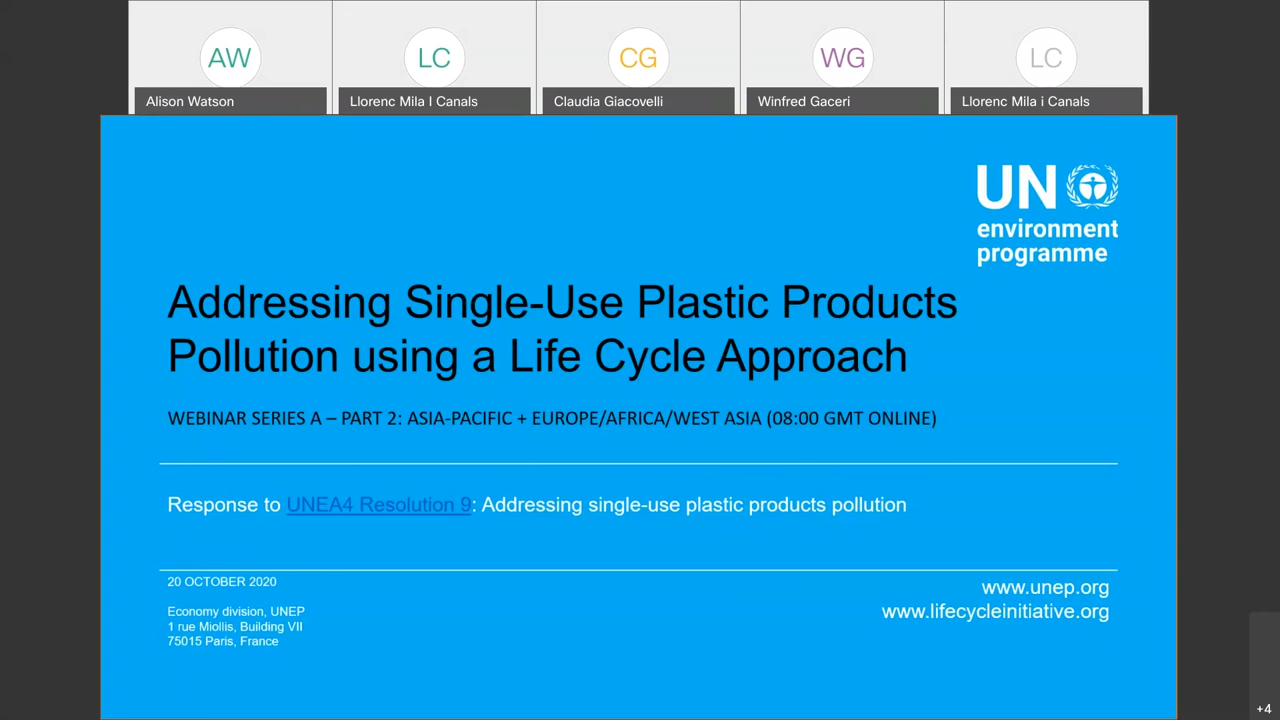 AW
LC
CG
WG
LC
Alison Watson
Llorenc Mila I Canals
Claudia Giacovelli
Winfred Gaceri
Llorenc Mila i Canals
UN
environment
programme
Addressing Single-Use Plastic Products
Pollution using a Life Cycle Approach
WEBINAR SERIES A – PART 2: ASIA-PACIFIC + EUROPE/AFRICA/WEST ASIA (08:00 GMT ONLINE)
Response to UNEA4 Resolution 9: Addressing single-use plastic products pollution
20 OCTOBER 2020
Economy division, UNEP
1 rue Miollis, Building VII
75015 Paris, France
www.unep.org
www.lifecycleinitiative.org
+4